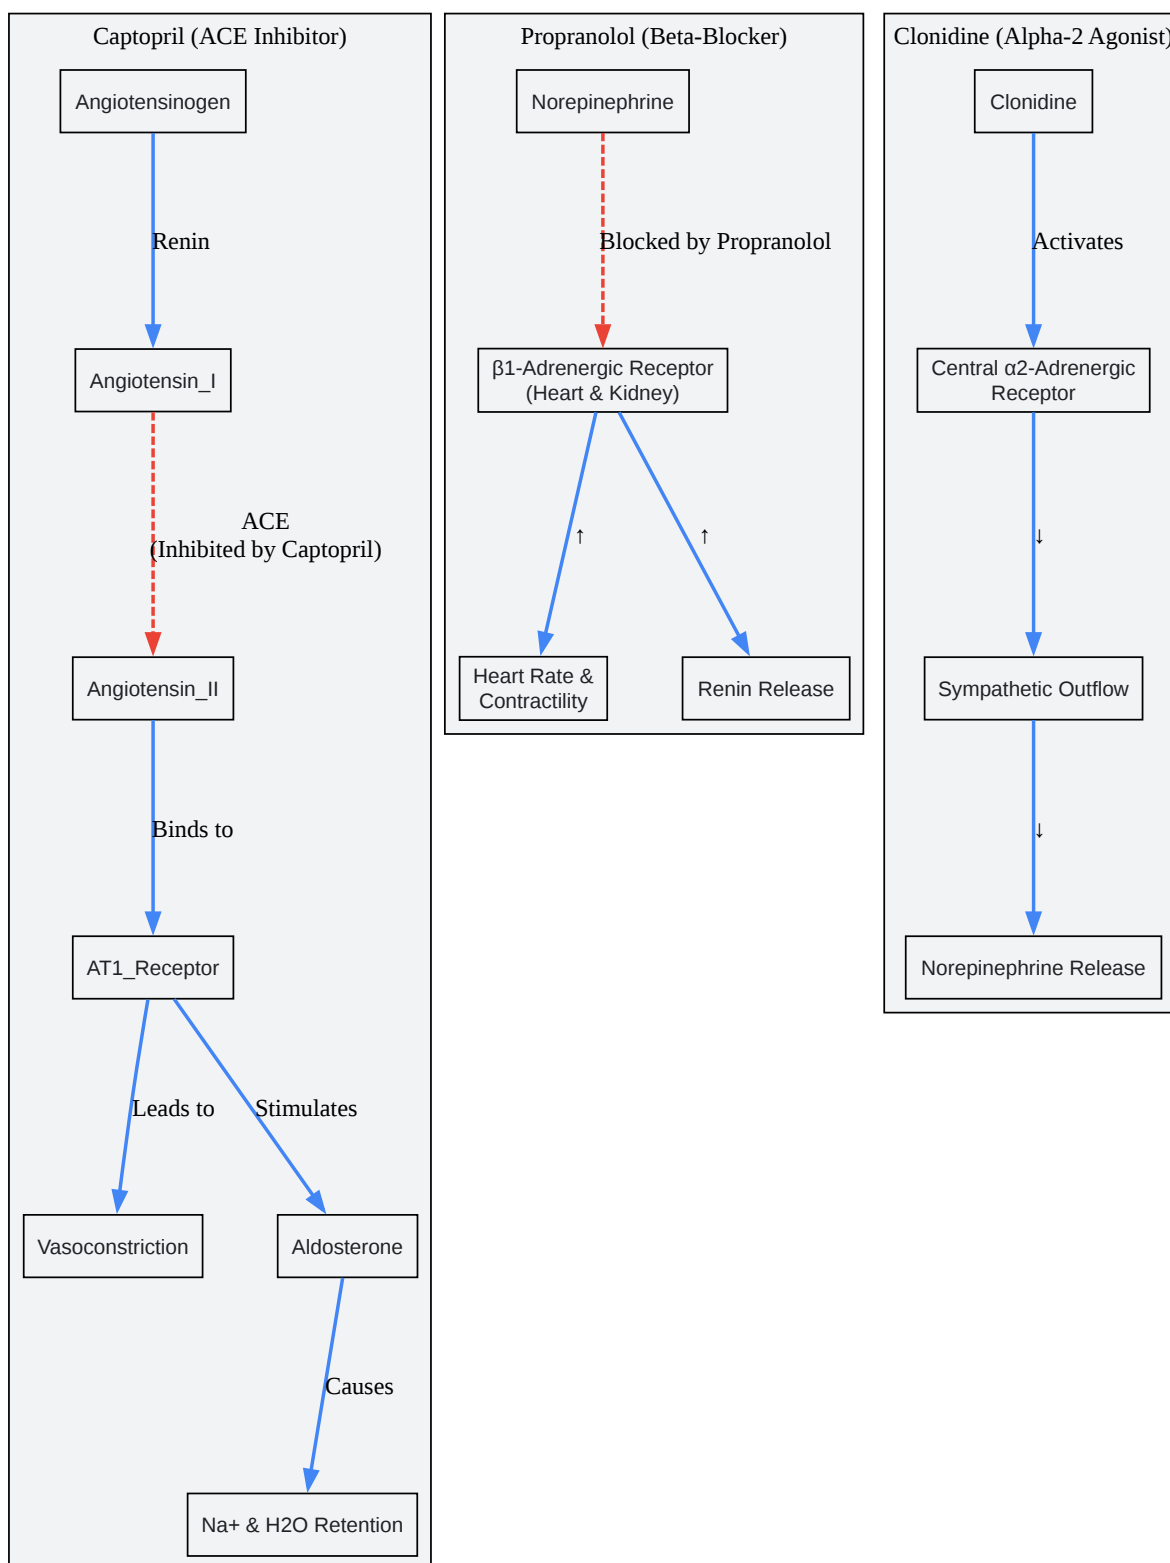 Captopril (ACE Inhibitor)
Angiotensinogen
Renin
Angiotensin_I
ACE
(Inhibited by Captopril)
Angiotensin_II
Binds to
AT1_Receptor
Leads to
Stimulates
Vasoconstriction
Aldosterone
Causes
Na+ & H2O Retention
Propranolol (Beta-Blocker)
Norepinephrine
Blocked by Propranolol
β1-Adrenergic Receptor
(Heart & Kidney)
↑
↑
Heart Rate &
Contractility
Renin Release
Clonidine (Alpha-2 Agonist)
Clonidine
Activates
Central α2-Adrenergic
Receptor
↓
Sympathetic Outflow
↓
Norepinephrine Release